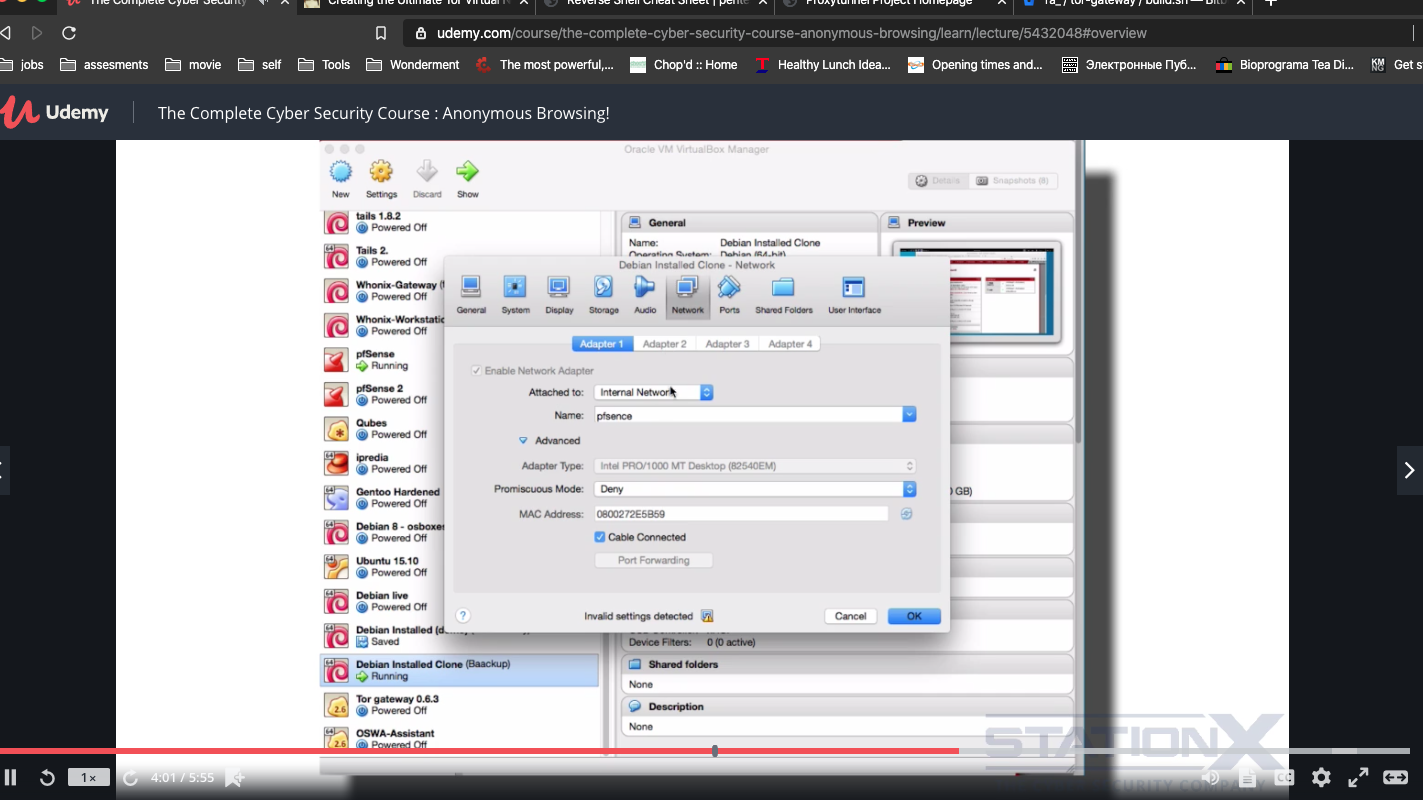 The Complete Cyber Security
Creating the Ultimate Tor Virtual
Reverse Shell Cheat Sheet | pente
Proxytunnel Project Homepage
ra_ / tor-gateway / build.sh — Bitb
udemy.com/course/the-complete-cyber-security-course-anonymous-browsing/learn/lecture/5432048#overview
jobs
assesments
movie
self
Tools
Wonderment
The most powerful,...
Chop'd :: Home
Healthy Lunch Idea...
Opening times and...
Электронные Пуб...
Bioprograma Tea Di...
KM NG
Get s
Udemy
The Complete Cyber Security Course : Anonymous Browsing!
Oracle VM VirtualBox Manager
New
Settings
Discard
Show
Details
Snapshots (9)
tails 1.8.2
Powered Off
Tails 2.
Powered Off
Whonix-Gateway (
Powered Off
Whonix-Workstatio
Powered Off
pfSense
Running
pfSense 2
Powered Off
Qubes
Powered Off
ipredia
Powered Off
Gentoo Hardened
Powered Off
Debian 8 - osboxes
Powered Off
Ubuntu 15.10
Powered Off
Debian live
Powered Off
Debian Installed
Saved
Debian Installed Clone (Baackup)
Running
Tor gateway 0.6.3
Powered Off
OSWA-Assistant
Powered Off
General
Name: Debian Installed Clone
Operating System: Debian (64-bit)
Preview
Debian Installed Clone - Network
General
System
Display
Storage
Audio
Network
Ports
Shared Folders
User Interface
Adapter 1
Adapter 2
Adapter 3
Adapter 4
Enable Network Adapter
Attached to: Internal Network
Name: pfsence
Advanced
Adapter Type: Intel PRO/1000 MT Desktop (82540EM)
Promiscuous Mode: Deny
MAC Address: 0800272E5B59
Cable Connected
Port Forwarding
Invalid settings detected
Cancel
OK
GB)
Device Filters: 0 (0 active)
Shared folders
None
Description
None
STATIONX
SECURITY COMPANY
1×
4:01 / 5:55
CC